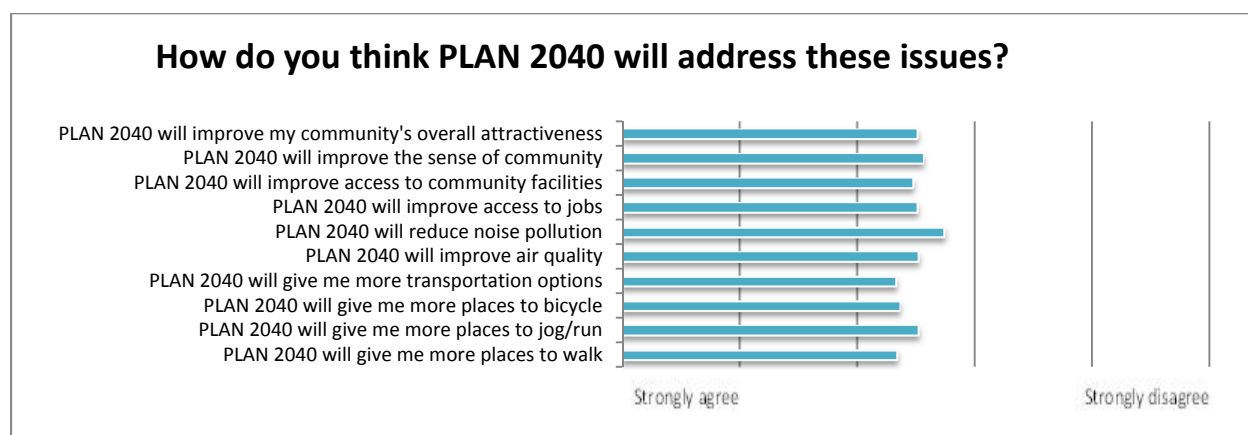 How do you think PLAN 2040 will address these issues?
PLAN 2040 will improve my community's overall attractiveness
PLAN 2040 will improve the sense of community
PLAN 2040 will improve access to community facilities
PLAN 2040 will improve access to jobs
PLAN 2040 will reduce noise pollution
PLAN 2040 will improve air quality
PLAN 2040 will give me more transportation options
PLAN 2040 will give me more places to bicycle
PLAN 2040 will give me more places to jog/run
PLAN 2040 will give me more places to walk
Strongly agree
Strongly disagree